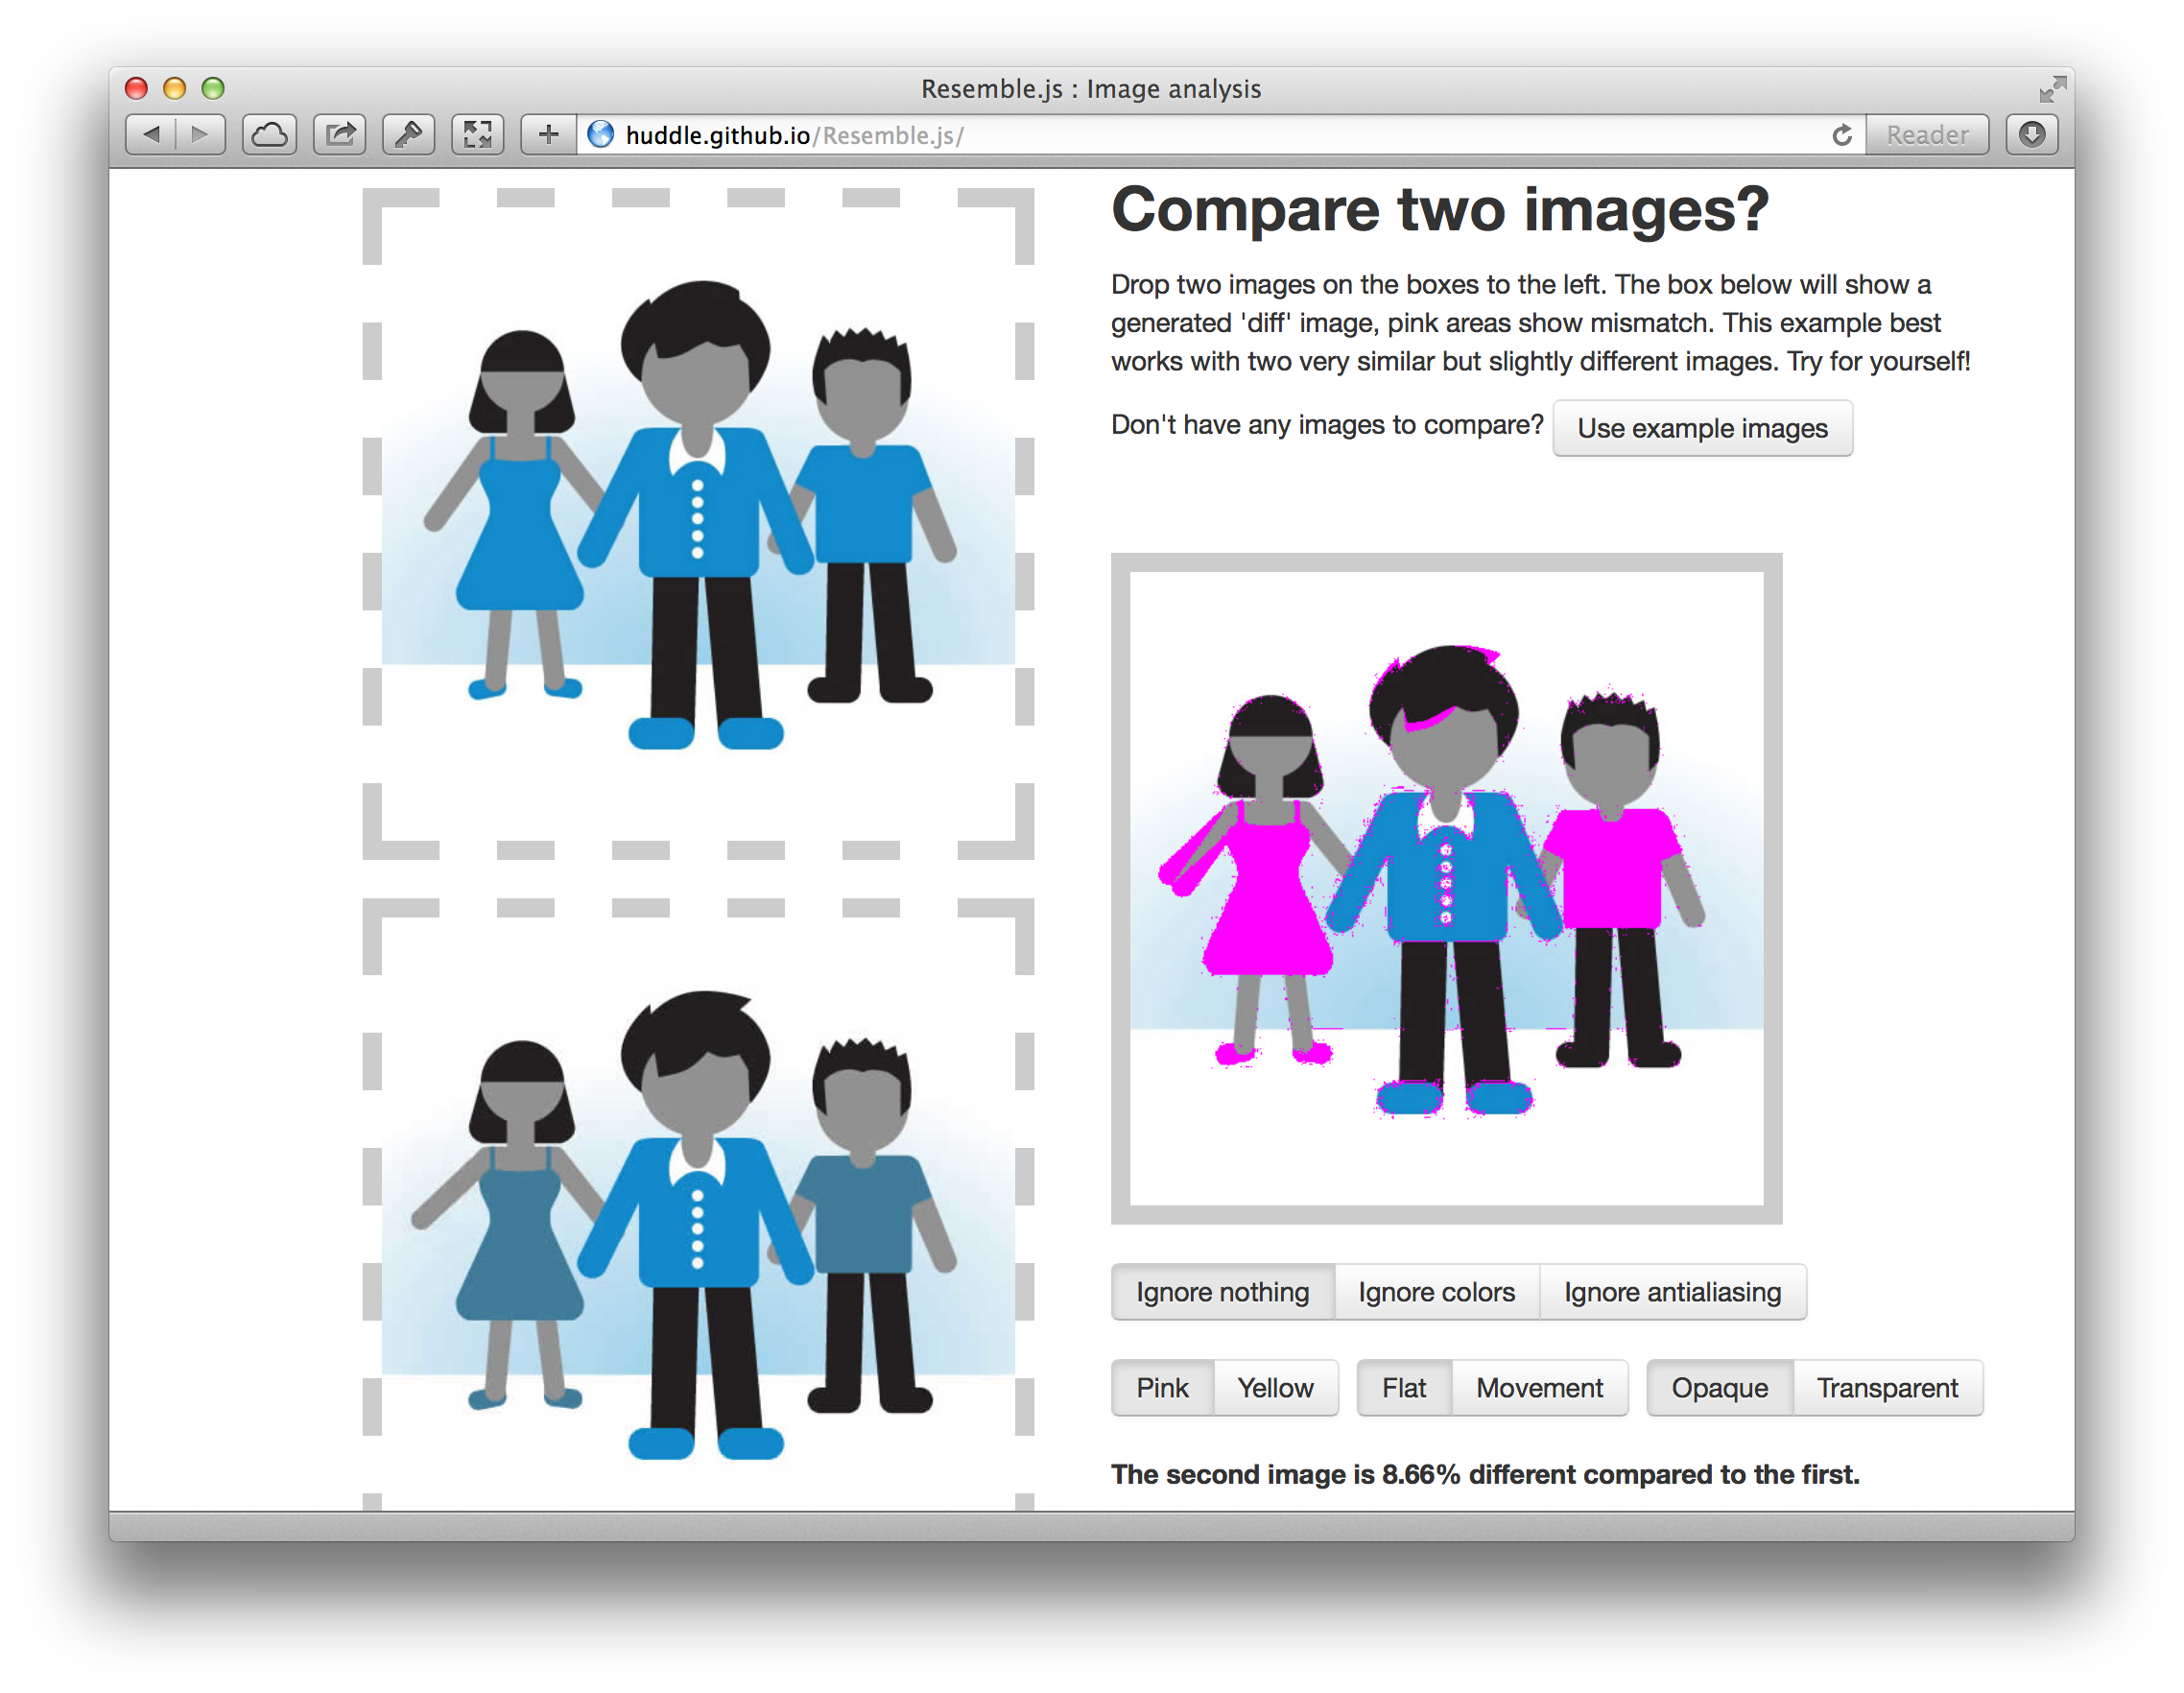 Resemble.js : Image analysis
huddle.github.io/Resemble.js/
Reader
Compare two images?
Drop two images on the boxes to the left. The box below will show a
generated 'diff' image, pink areas show mismatch. This example best
works with two very similar but slightly different images. Try for yourself!
Don't have any images to compare? Use example images
Ignore nothing Ignore colors Ignore antialiasing
Pink Yellow Flat Movement Opaque Transparent
The second image is 8.66% different compared to the first.